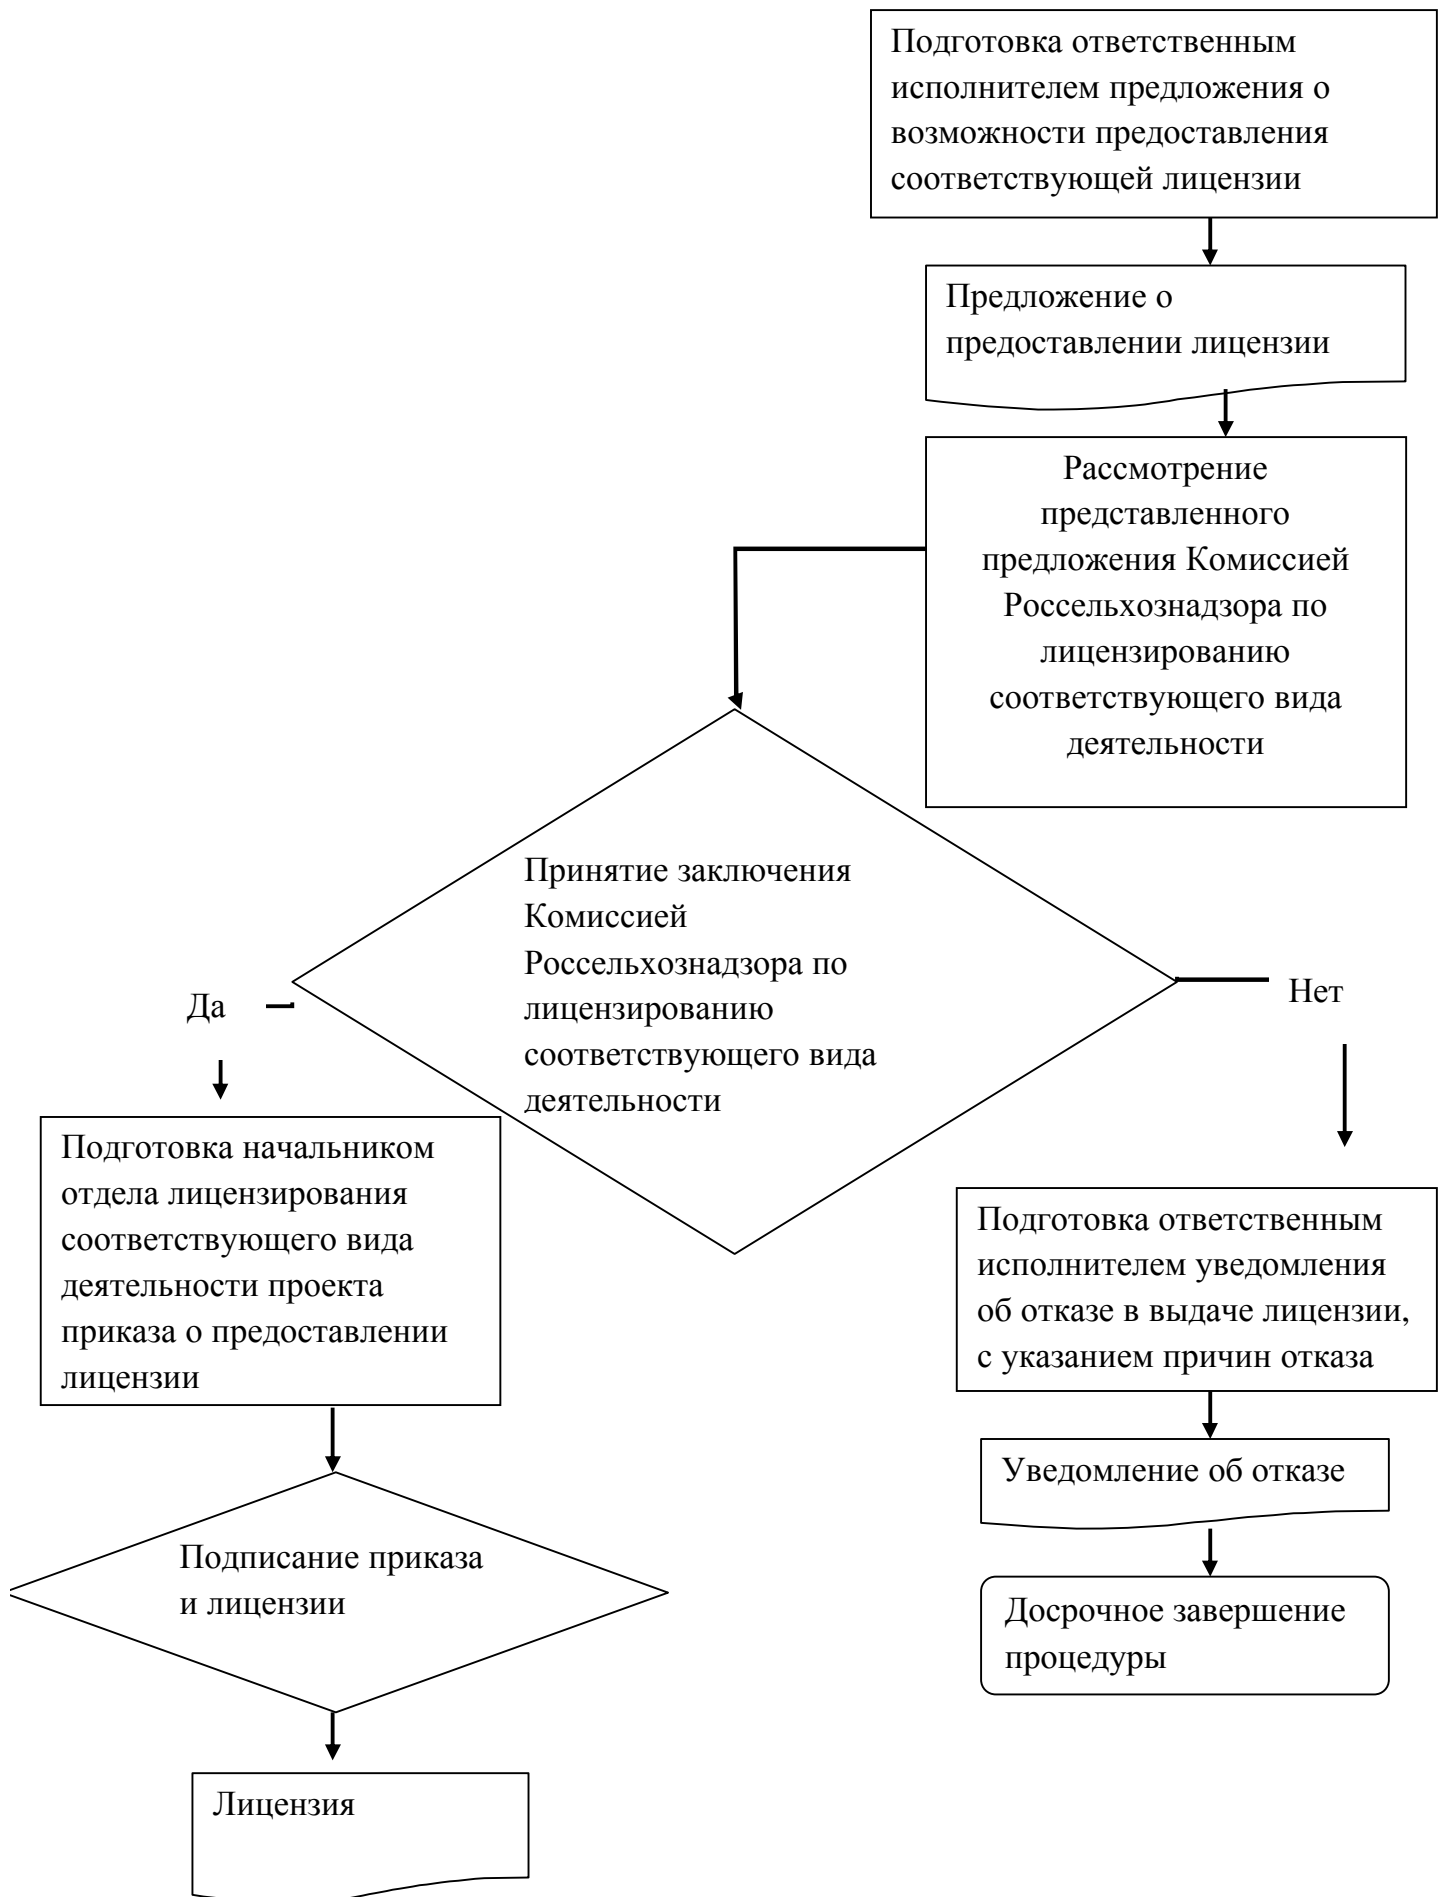 Подготовка ответственным
исполнителем предложения о
возможности предоставления
соответствующей лицензии
Предложение о
предоставлении лицензии
Рассмотрение
представленного
предложения Комиссией
Россельхознадзора по
лицензированию
соответствующего вида
деятельности
Принятие заключения
Комиссией
Россельхознадзора по
лицензированию
соответствующего вида
деятельности
Да
Нет
Подготовка начальником
отдела лицензирования
соответствующего вида
деятельности проекта
приказа о предоставлении
лицензии
Подготовка ответственным
исполнителем уведомления
об отказе в выдаче лицензии,
с указанием причин отказа
Уведомление об отказе
Подписание приказа
и лицензии
Досрочное завершение
процедуры
Лицензия